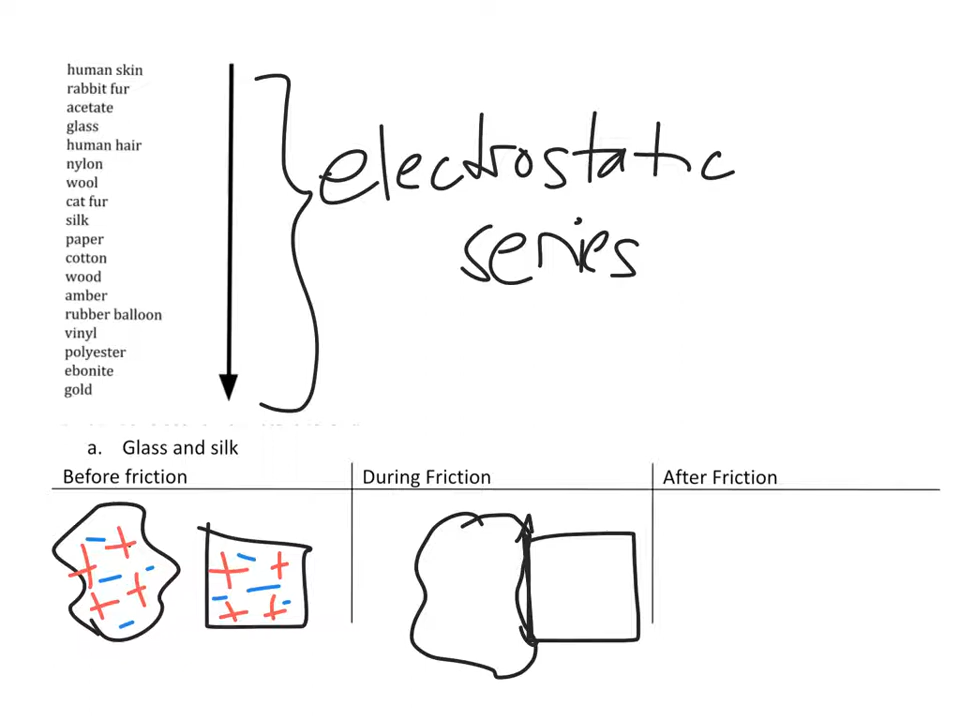 human skin
rabbit fur
acetate
glass
human hair
nylon
wool
cat fur
silk
paper
cotton
wood
amber
rubber balloon
vinyl
polyester
ebonite
gold
electrostatic
series
a. Glass and silk
Before friction
During Friction
After Friction